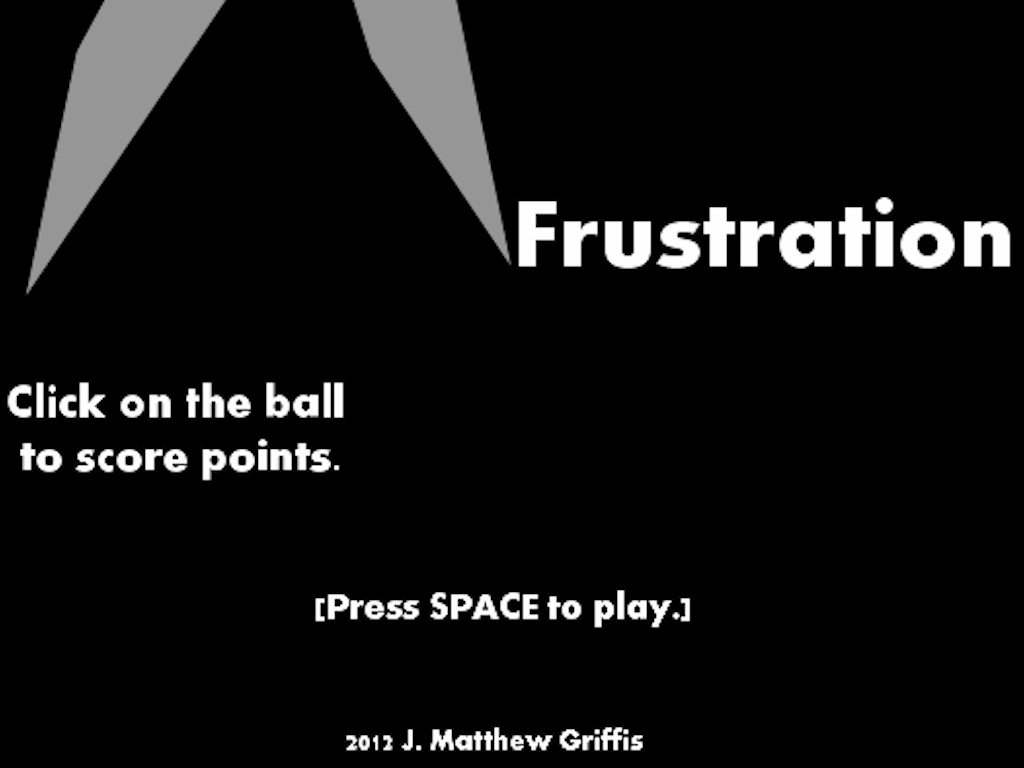 Frustration
Click on the ball
to score points.
[Press SPACE to play.]
2012 J. Matthew Griffis